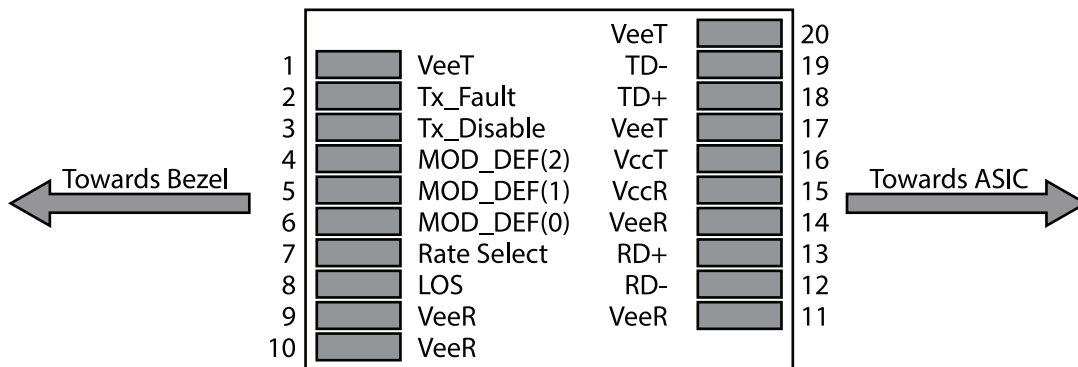 VeeT 20
1 VeeT TD- 19
2 Tx_Fault TD+ 18
3 Tx_Disable VeeT 17
4 MOD_DEF(2) VccT 16
Towards Bezel 5 MOD_DEF(1) VccR 15 Towards ASIC
6 MOD_DEF(0) VeeR 14
7 Rate Select RD+ 13
8 LOS RD- 12
9 VeeR VeeR 11
10 VeeR